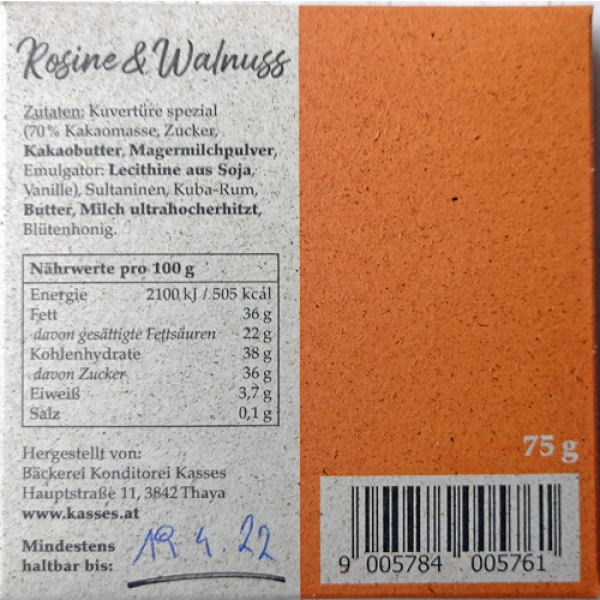 Rosine & Walnuss
Zutaten: Kuvertüre spezial
(70% Kakaomasse, Zucker,
Kakaobutter, Magermilchpulver,
Emulgator: Lecithine aus Soja,
Vanille), Sultaninen, Kuba-Rum,
Butter, Milch ultrahocherhitzt,
Blütenhonig.
Nährwerte pro 100 g
Energie 2100 kJ / 505 kcal
Fett 36 g
davon gesättigte Fettsäuren 22 g
Kohlenhydrate 38 g
davon Zucker 36 g
Eiweiß 3,7 g
Salz 0,1 g
Hergestellt von:
Bäckerei Konditorei Kasses
Hauptstraße 11, 3842 Thaya
www.kasses.at
Mindestens
haltbar bis: 19. 4. 22
75 g
9 005784 005761